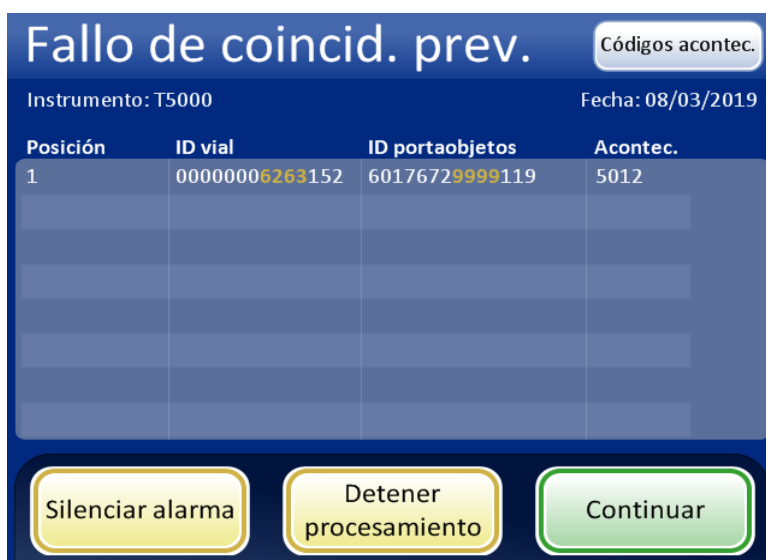 Fallo de coincid. prev.
Códigos acontec.
Instrumento: T5000 Fecha: 08/03/2019
Posición ID vial ID portaobjetos Acontec.
1 00000006263152 60176729999119 5012
Silenciar alarma
Detener
procesamiento
Continuar